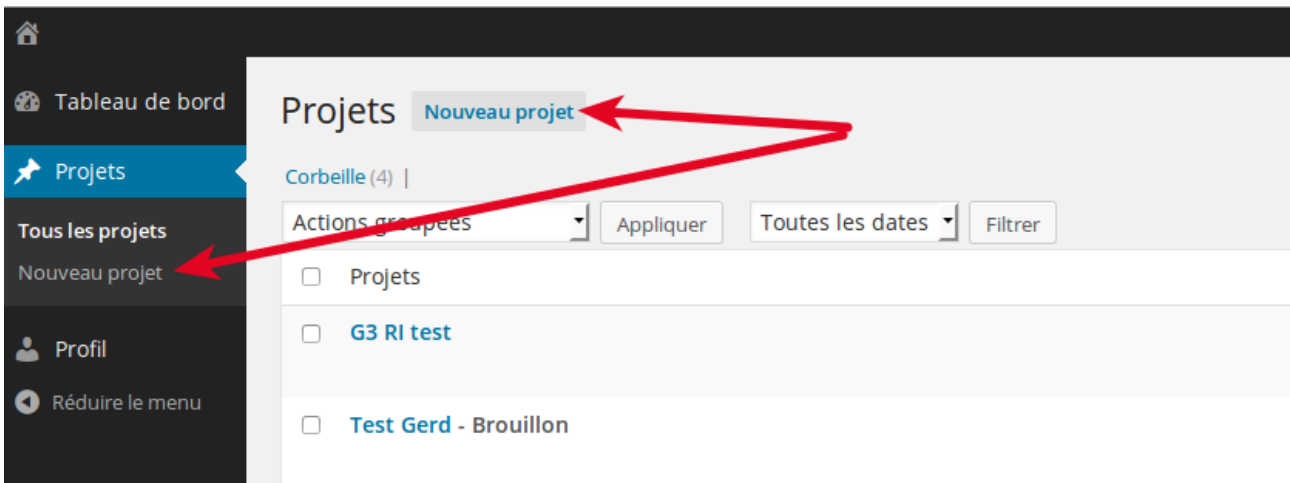 Tableau de bord
Projets
Tous les projets
Nouveau projet
Profil
Réduire le menu
Projets Nouveau projet
Corbeille (4) |
Actions groupées Appliquer Toutes les dates Filtrer
Projets
G3 RI test
Test Gerd - Brouillon